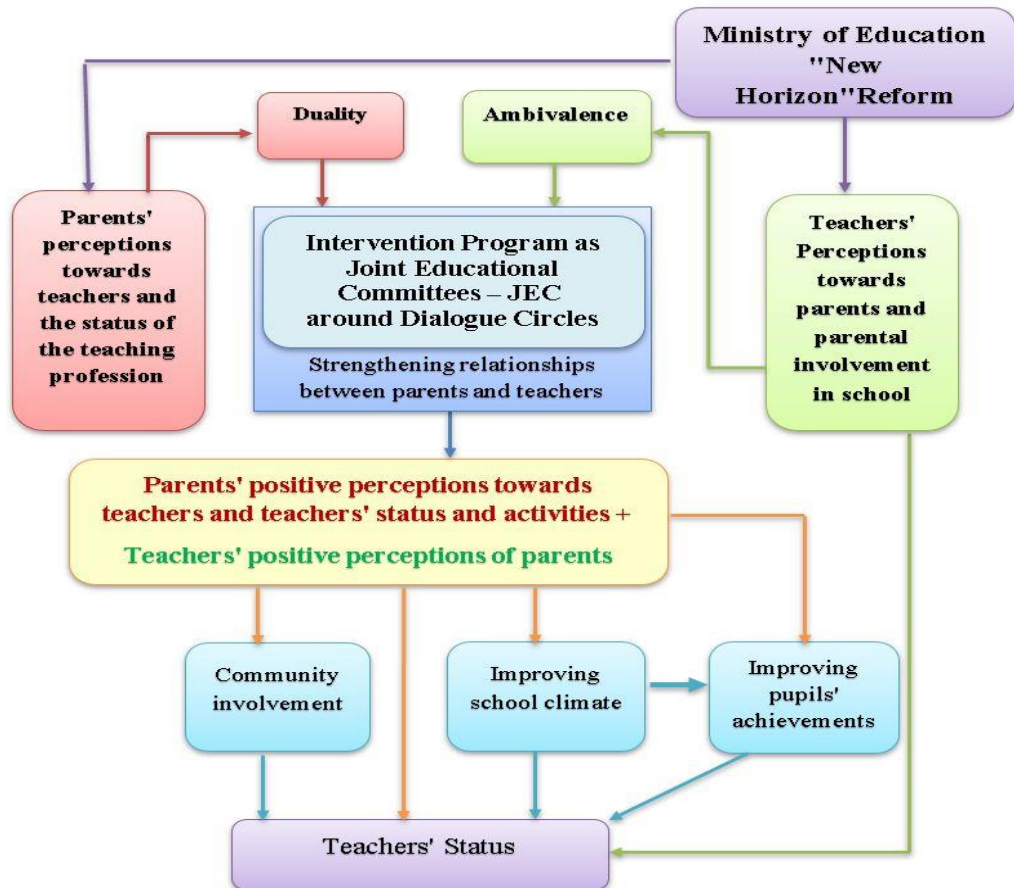 Ministry of Education
"New
Horizon"Reform
Duality
Ambivalence
Parents'
perceptions
towards
teachers and
the status of
the teaching
profession
Intervention Program as
Joint Educational
Committees – JEC
around Dialogue Circles
Strengthening relationships
between parents and teachers
Teachers'
Perceptions
towards
parents and
parental
involvement
in school
Parents' positive perceptions towards
teachers and teachers' status and activities +
Teachers' positive perceptions of parents
Community
involvement
Improving
school climate
Improving
pupils'
achievements
Teachers' Status